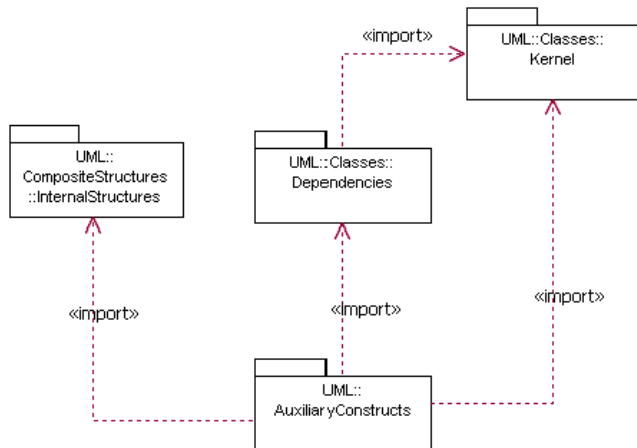 «import»
UML::Classes::
Kernel
UML::
CompositeStructures
::InternalStructures
UML::Classes::
Dependencies
«import»
«import»
«import»
UML::
AuxiliaryConstructs